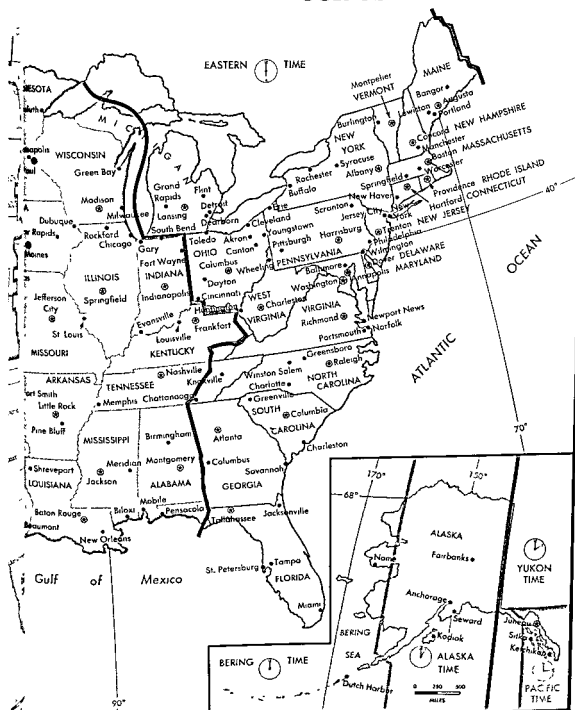 EASTERN TIME
Montpelier
VERMONT
MAINE
Bangor
Augusta
Lewiston
Portland
Burlington
NEW YORK
Concord NEW HAMPSHIRE
Manchester
Boston MASSACHUSETTS
Worcester
Springfield
Providence RHODE ISLAND
Hartford CONNECTICUT
New Haven
Syracuse
Rochester
Albany
Buffalo
MICHIGAN
WISCONSIN
Green Bay
Madison
Milwaukee
Grand Rapids
Flint
Lansing
Detroit
Dearborn
South Bend
Erie
Cleveland
Scranton
Jersey City
New York
Trenton NEW JERSEY
Philadelphia
Wilmington
Dover DELAWARE
Annapolis MARYLAND
Baltimore
Washington
40°
Dubuque
Rockford
Chicago
Gary
Toledo
Akron
Youngstown
Canton
Pittsburgh
Harrisburg
PENNSYLVANIA
OHIO
Columbus
Wheeling
Dayton
Cincinnati
Fort Wayne
INDIANA
Indianapolis
ILLINOIS
Springfield
Jefferson City
St Louis
MISSOURI
Evansville
Louisville
Frankfort
KENTUCKY
Huntington
WEST VIRGINIA
Charleston
VIRGINIA
Richmond
Newport News
Portsmouth
Norfolk
OCEAN
ATLANTIC
ARKANSAS
Little Rock
Pine Bluff
TENNESSEE
Nashville
Knoxville
Memphis
Chattanooga
Winston Salem
Greensboro
Raleigh
Charlotte
NORTH CAROLINA
Greenville
SOUTH CAROLINA
Columbia
Charleston
MISSISSIPPI
Birmingham
Atlanta
Meridian
Montgomery
Columbus
Savannah
Jackson
ALABAMA
GEORGIA
Shreveport
LOUISIANA
Baton Rouge
Biloxi
Mobile
Pensacola
Tallahassee
Jacksonville
New Orleans
Gulf of Mexico
Tampa
St. Petersburg
FLORIDA
Miami
90°
70°
170°
150°
68°
ALASKA
Nome
Fairbanks
YUKON TIME
Anchorage
Seward
Juneau
Sitka
Ketchikan
Kodiak
BERING SEA
BERING TIME
ALASKA TIME
PACIFIC TIME
Dutch Harbor
0 250 500
MILES